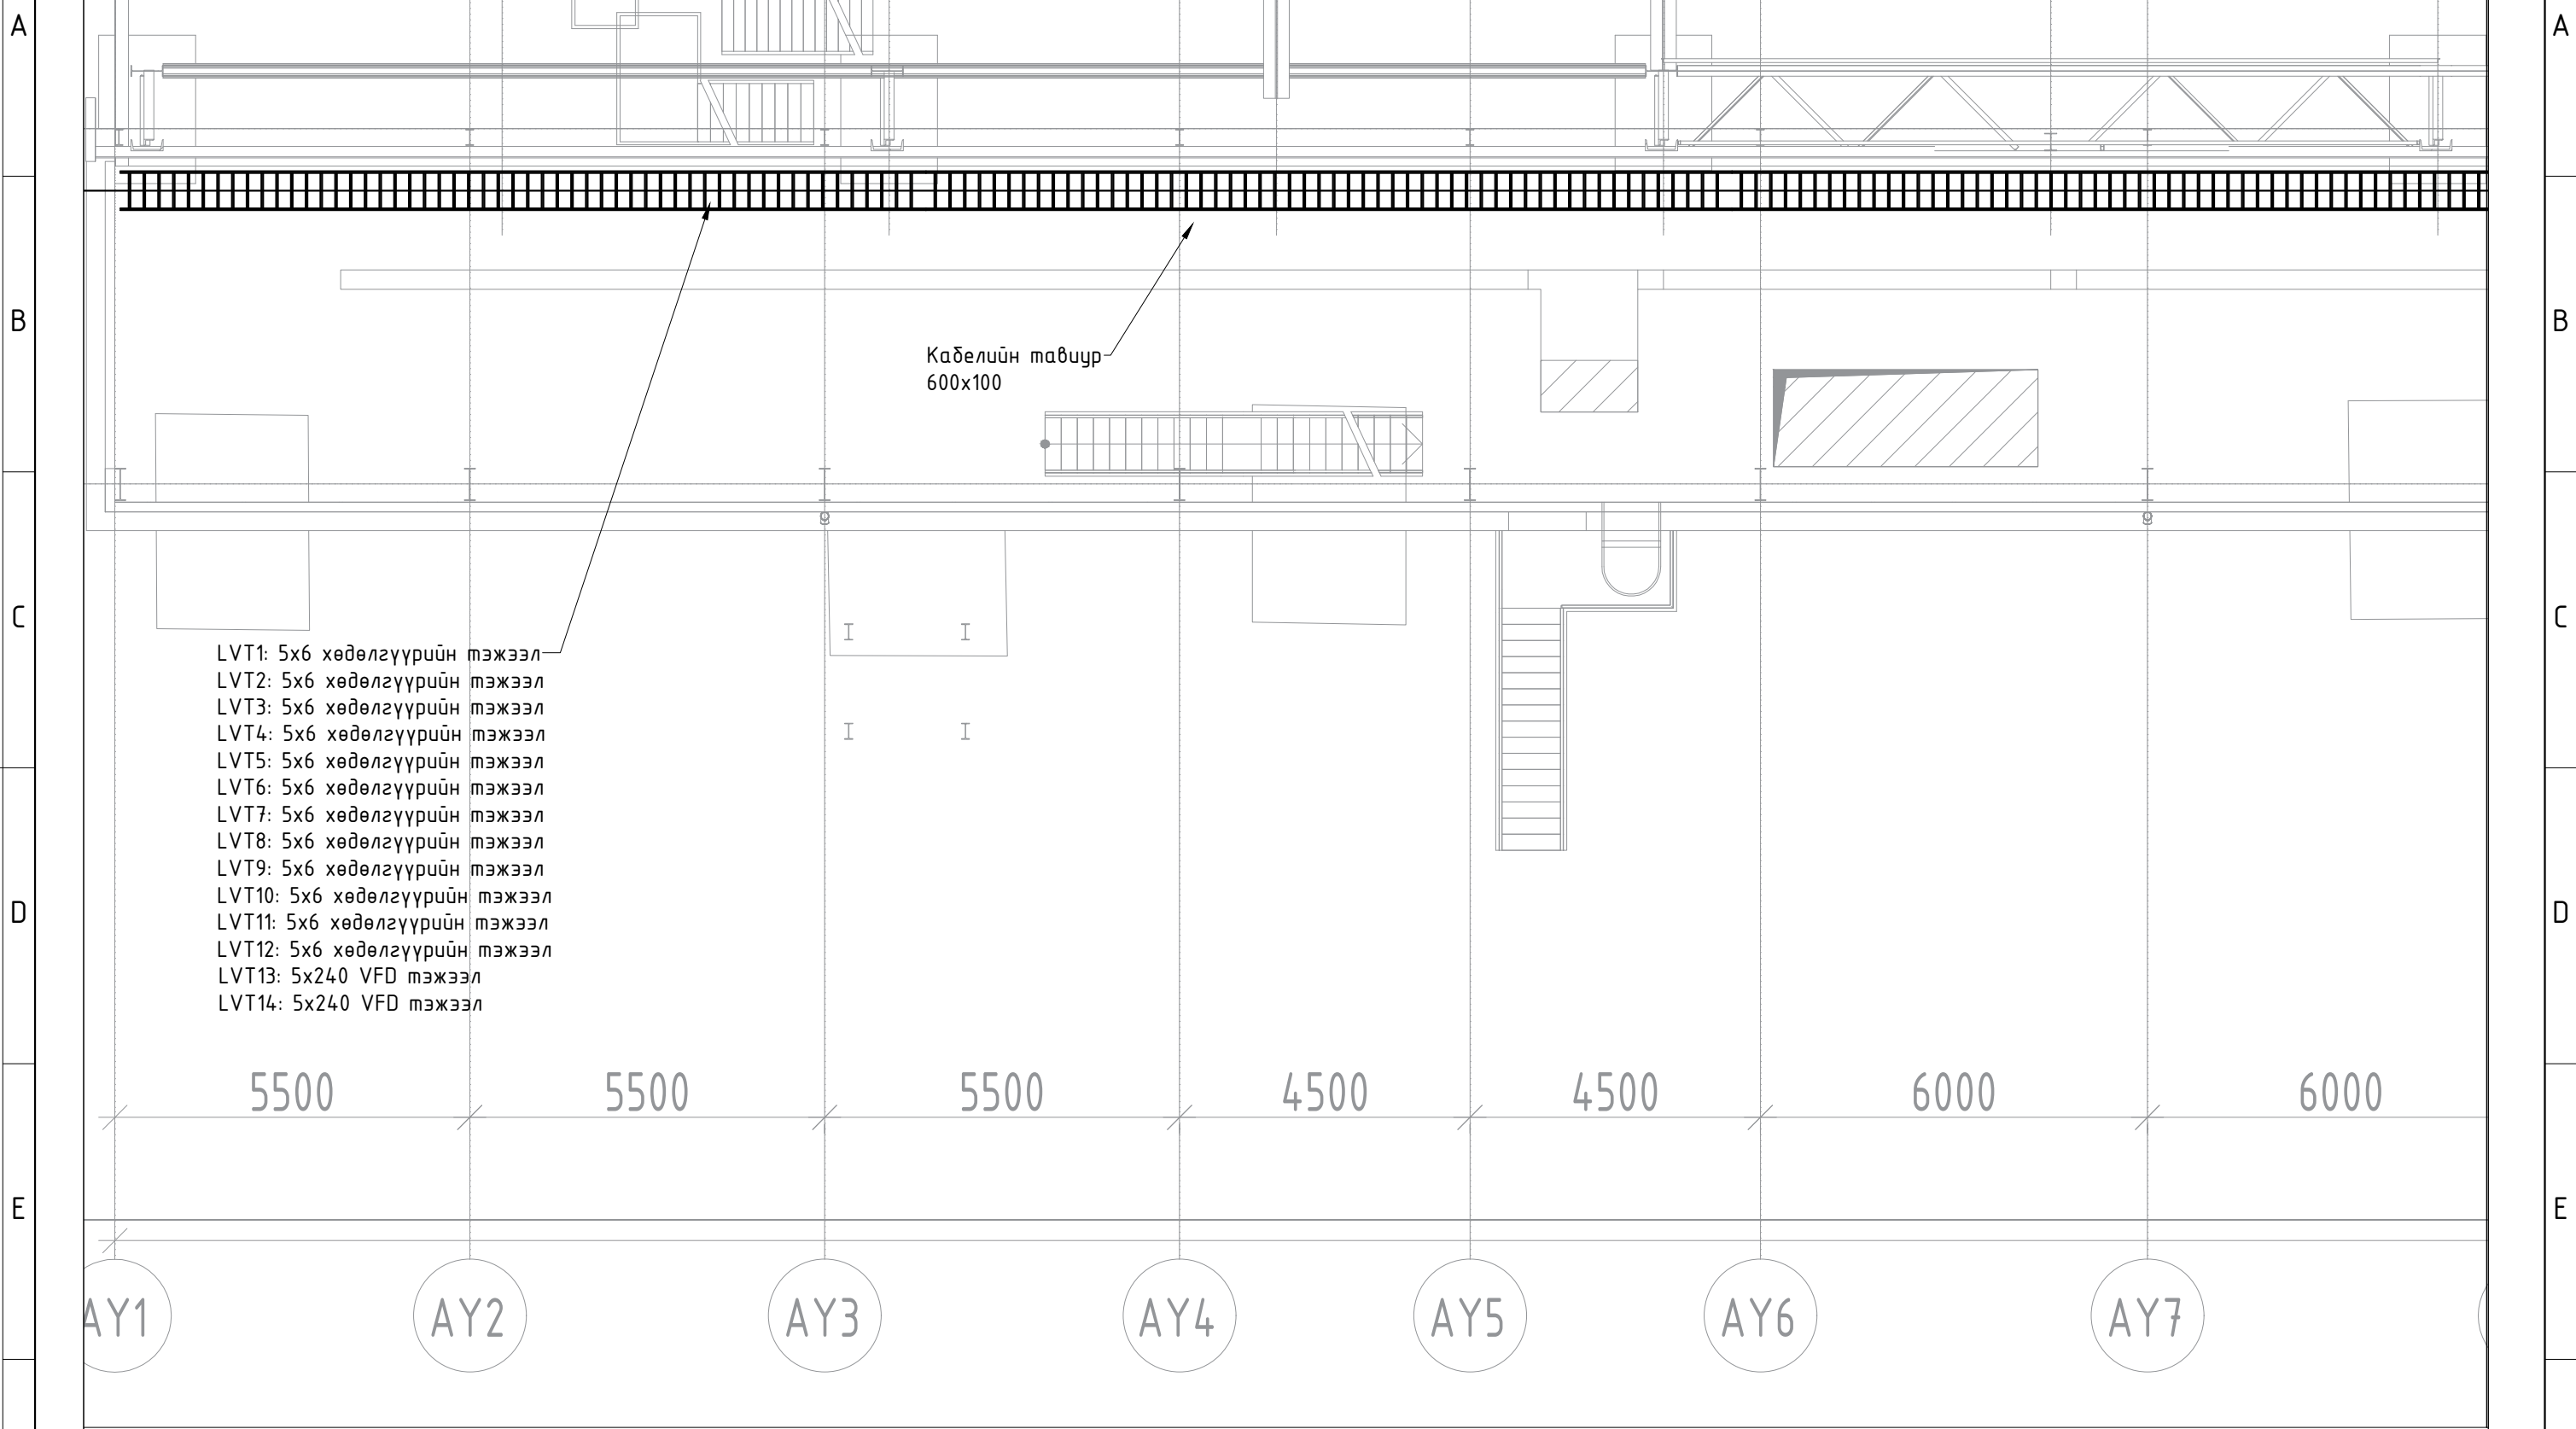 A
A
B
B
Кабелийн тавиур
600x100
C
C
LVT1: 5x6 хөдөлгүүрийн тэжээл
LVT2: 5x6 хөдөлгүүрийн тэжээл
LVT3: 5x6 хөдөлгүүрийн тэжээл
LVT4: 5x6 хөдөлгүүрийн тэжээл
LVT5: 5x6 хөдөлгүүрийн тэжээл
LVT6: 5x6 хөдөлгүүрийн тэжээл
LVT7: 5x6 хөдөлгүүрийн тэжээл
LVT8: 5x6 хөдөлгүүрийн тэжээл
LVT9: 5x6 хөдөлгүүрийн тэжээл
LVT10: 5x6 хөдөлгүүрийн тэжээл
LVT11: 5x6 хөдөлгүүрийн тэжээл
LVT12: 5x6 хөдөлгүүрийн тэжээл
LVT13: 5x240 VFD тэжээл
LVT14: 5x240 VFD тэжээл
D
D
5500
5500
5500
4500
4500
6000
6000
E
E
AY1
AY2
AY3
AY4
AY5
AY6
AY7